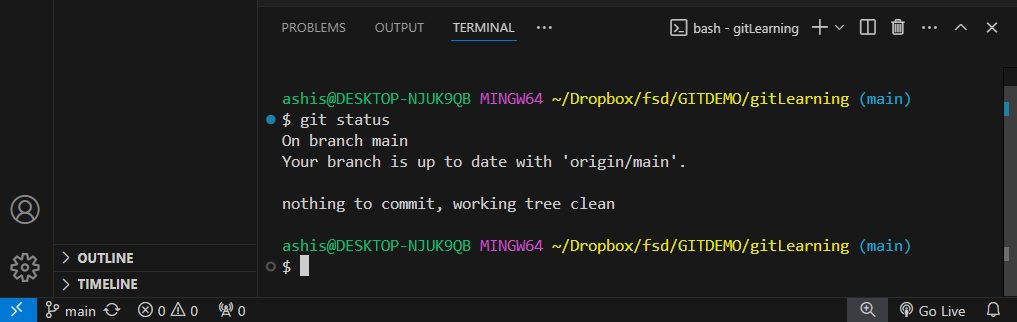 PROBLEMS OUTPUT TERMINAL ··· bash - gitLearning ···
ashis@DESKTOP-NJUK9QB MINGW64 ~/Dropbox/fsd/GITDEMO/gitLearning (main)
$ git status
On branch main
Your branch is up to date with 'origin/main'.
nothing to commit, working tree clean
ashis@DESKTOP-NJUK9QB MINGW64 ~/Dropbox/fsd/GITDEMO/gitLearning (main)
$
OUTLINE
TIMELINE
main 0 0 0 Go Live